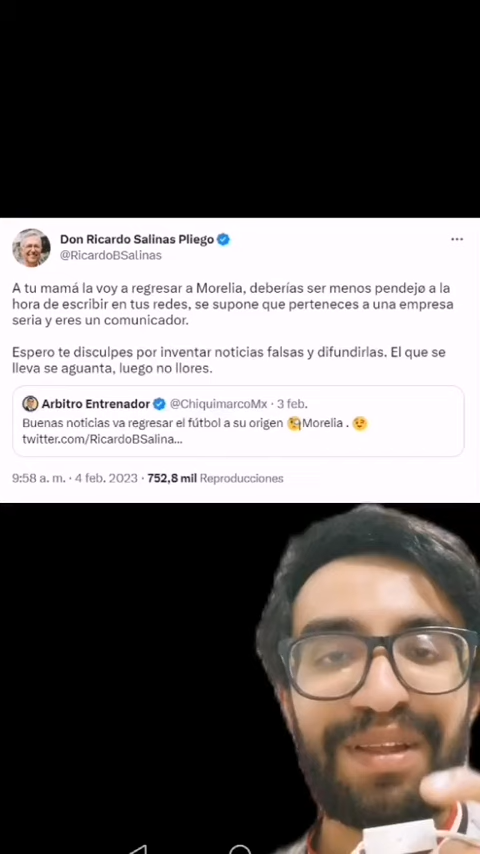 Don Ricardo Salinas Pliego
@RicardoBSalinas
A tu mamá la voy a regresar a Morelia, deberías ser menos pendejø a la
hora de escribir en tus redes, se supone que perteneces a una empresa
seria y eres un comunicador.
Espero te disculpes por inventar noticias falsas y difundirlas. El que se
lleva se aguanta, luego no llores.
Arbitro Entrenador @ChiquimarcoMx · 3 feb.
Buenas noticias va regresar el fútbol a su origen 🧐Morelia . 😉
twitter.com/RicardoBSalina...
9:58 a. m. · 4 feb. 2023 · 752,8 mil Reproducciones